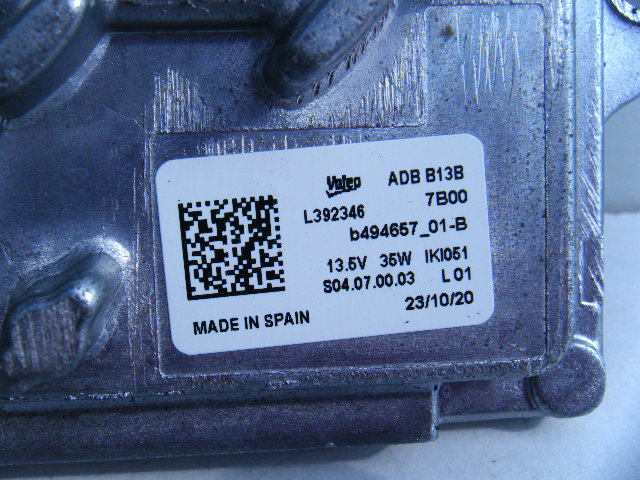 Valeo ADB B13B
L392346 7B00
b494657_01-B
13.5V 35W IKI051
S04.07.00.03 L 01
23/10/20
MADE IN SPAIN